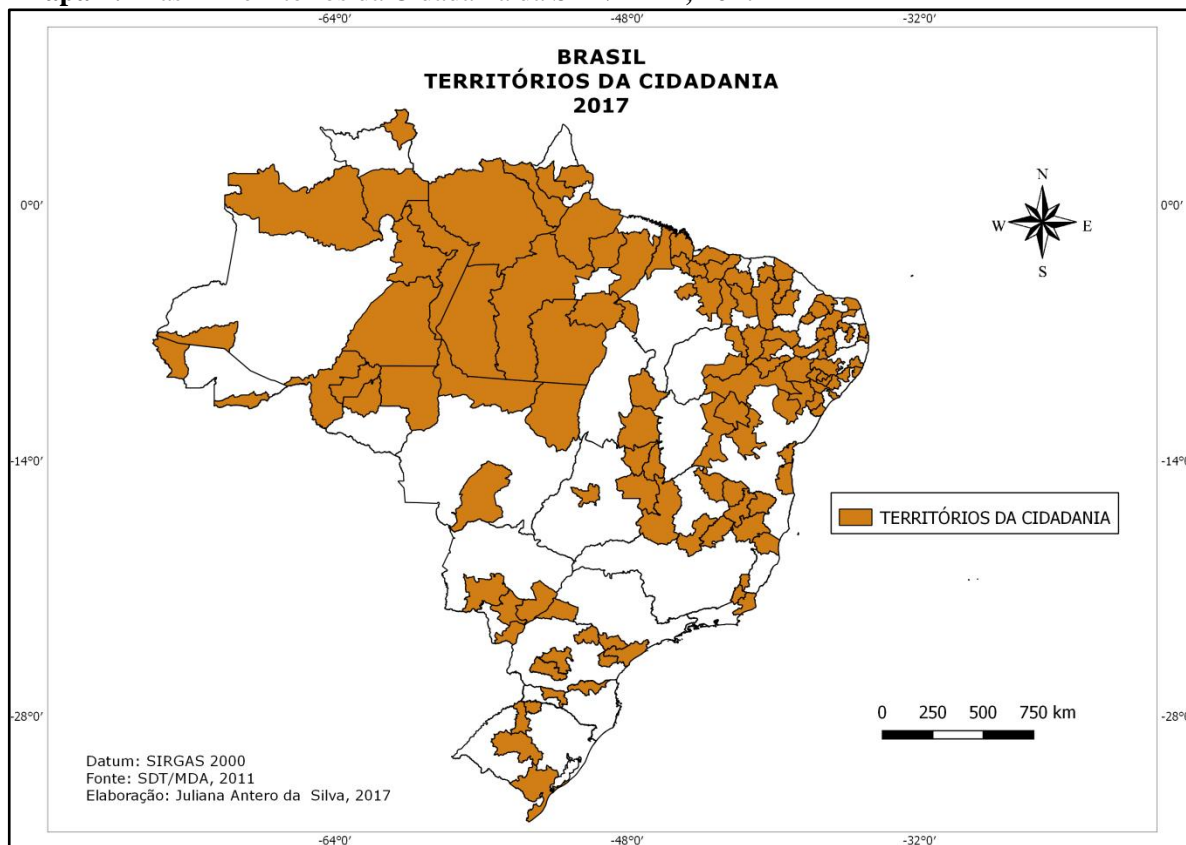 -64°0' -48°0' -32°0'
BRASIL
TERRITÓRIOS DA CIDADANIA
2017
N
W E
S
0°0' 0°0'
-14°0' -14°0'
TERRITÓRIOS DA CIDADANIA
0 250 500 750 km
-28°0' -28°0'
Datum: SIRGAS 2000
Fonte: SDT/MDA, 2011
Elaboração: Juliana Antero da Silva, 2017
-64°0' -48°0' -32°0'